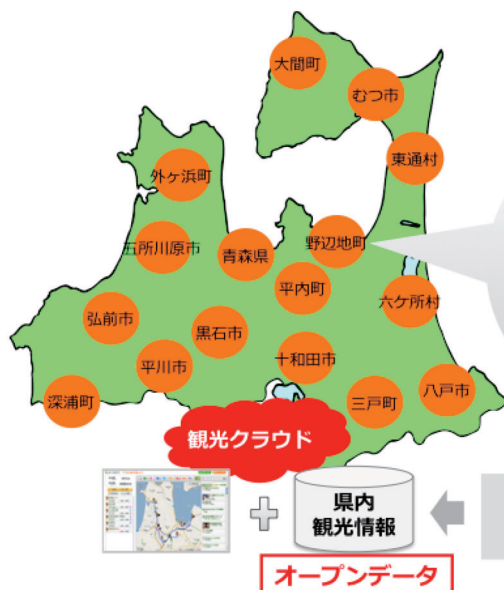 大間町
むつ市
東通村
外ヶ浜町
五所川原市
青森県
野辺地町
平内町
六ケ所村
弘前市
黒石市
平川市
十和田市
深浦町
三戸町
八戸市
観光クラウド
県内
観光情報
オープンデータ